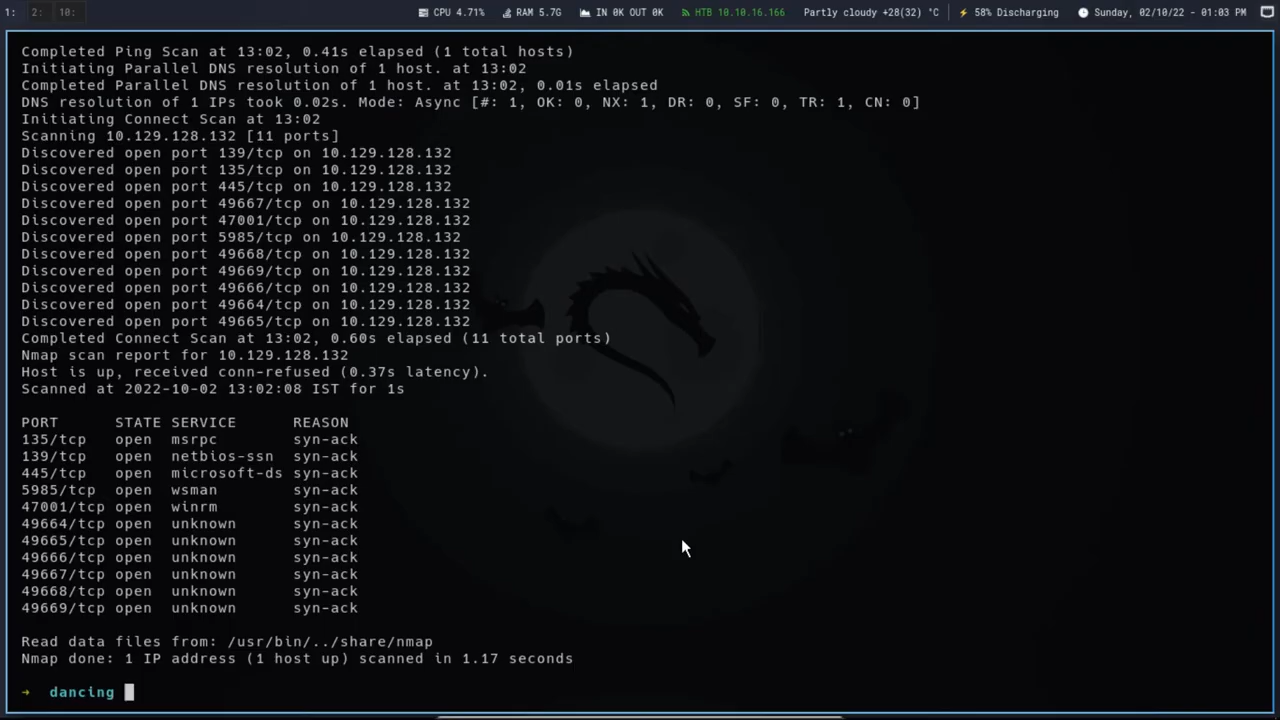 1: 2: 10: CPU 4.71% RAM 5.7G IN 0K OUT 0K HTB 10.10.16.166 Partly cloudy +28(32) °C 58% Discharging Sunday, 02/10/22 - 01:03 PM
Completed Ping Scan at 13:02, 0.41s elapsed (1 total hosts)
Initiating Parallel DNS resolution of 1 host. at 13:02
Completed Parallel DNS resolution of 1 host. at 13:02, 0.01s elapsed
DNS resolution of 1 IPs took 0.02s. Mode: Async [#: 1, OK: 0, NX: 1, DR: 0, SF: 0, TR: 1, CN: 0]
Initiating Connect Scan at 13:02
Scanning 10.129.128.132 [11 ports]
Discovered open port 139/tcp on 10.129.128.132
Discovered open port 135/tcp on 10.129.128.132
Discovered open port 445/tcp on 10.129.128.132
Discovered open port 49667/tcp on 10.129.128.132
Discovered open port 47001/tcp on 10.129.128.132
Discovered open port 5985/tcp on 10.129.128.132
Discovered open port 49668/tcp on 10.129.128.132
Discovered open port 49669/tcp on 10.129.128.132
Discovered open port 49666/tcp on 10.129.128.132
Discovered open port 49664/tcp on 10.129.128.132
Discovered open port 49665/tcp on 10.129.128.132
Completed Connect Scan at 13:02, 0.60s elapsed (11 total ports)
Nmap scan report for 10.129.128.132
Host is up, received conn-refused (0.37s latency).
Scanned at 2022-10-02 13:02:08 IST for 1s
PORT STATE SERVICE REASON
135/tcp open msrpc syn-ack
139/tcp open netbios-ssn syn-ack
445/tcp open microsoft-ds syn-ack
5985/tcp open wsman syn-ack
47001/tcp open winrm syn-ack
49664/tcp open unknown syn-ack
49665/tcp open unknown syn-ack
49666/tcp open unknown syn-ack
49667/tcp open unknown syn-ack
49668/tcp open unknown syn-ack
49669/tcp open unknown syn-ack
Read data files from: /usr/bin/../share/nmap
Nmap done: 1 IP address (1 host up) scanned in 1.17 seconds
→ dancing